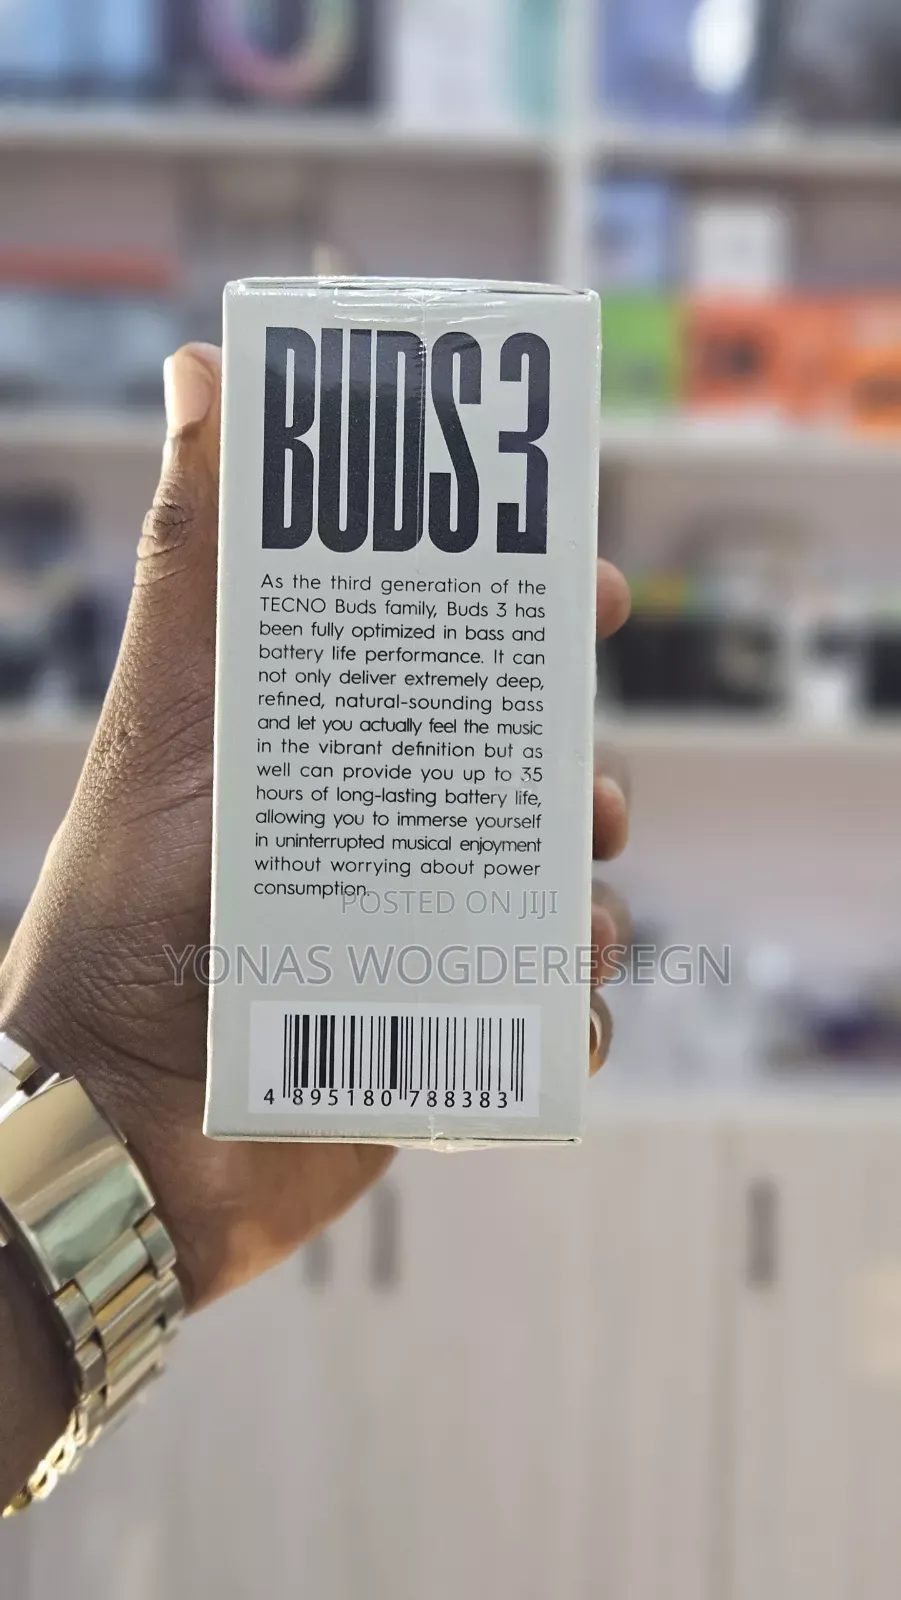 BUDS 3
As the third generation of the
TECNO Buds family, Buds 3 has
been fully optimized in bass and
battery life performance. It can
not only deliver extremely deep,
refined, natural-sounding bass
and let you actually feel the music
in the vibrant definition but as
well can provide you up to 35
hours of long-lasting battery life,
allowing you to immerse yourself
in uninterrupted musical enjoyment
without worrying about power
consumption.
POSTED ON JIJI
YONAS WOGDERESEGN
4 895180 788383